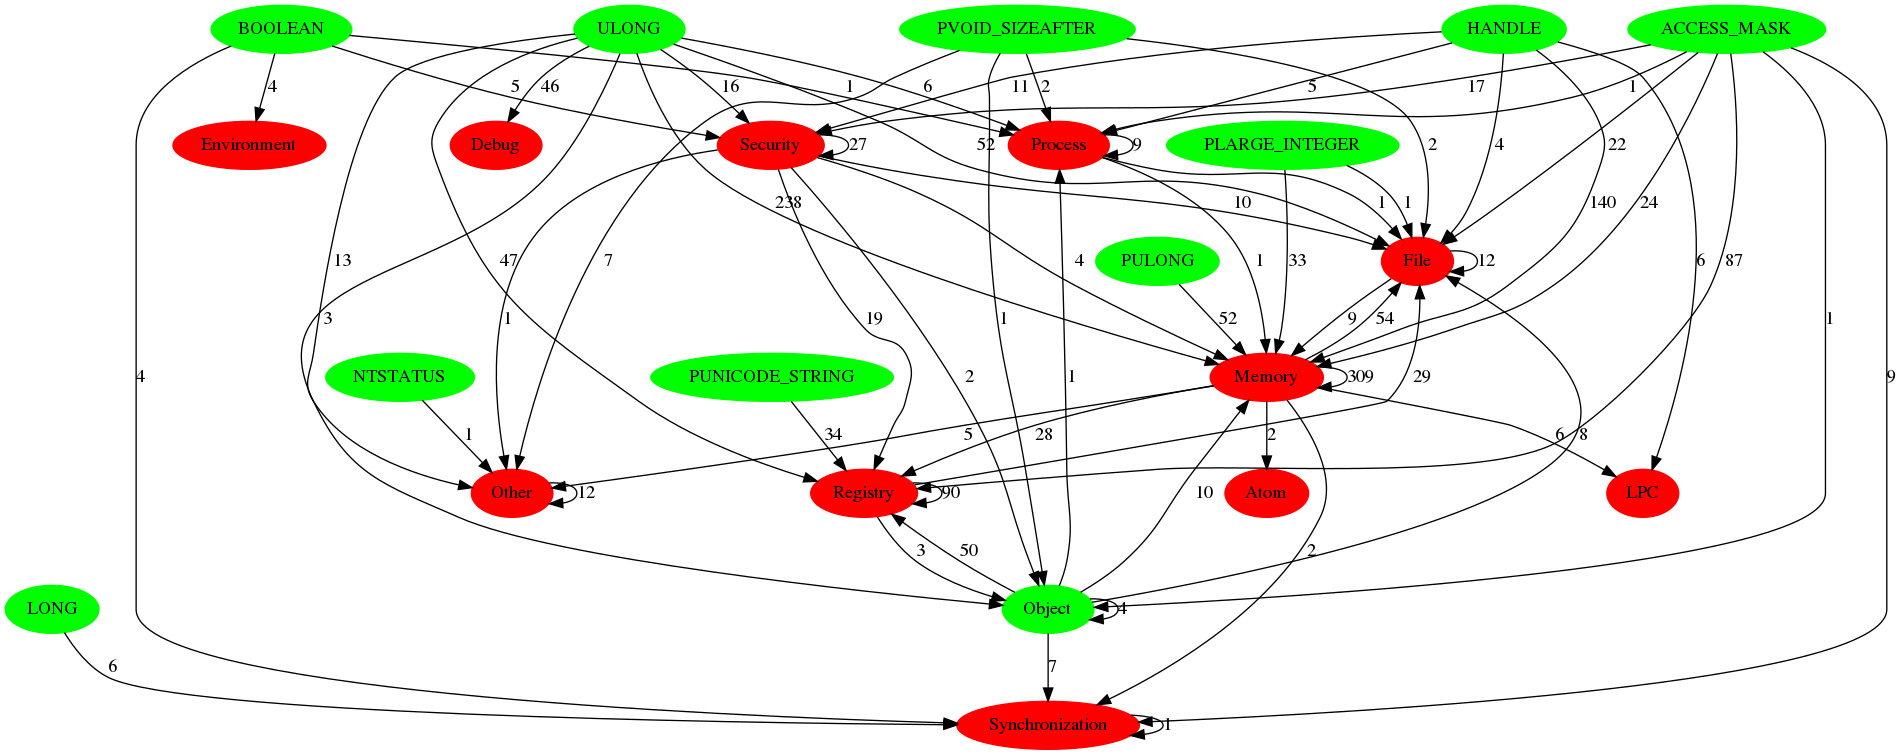 BOOLEAN ULONG PVOID_SIZEAFTER HANDLE ACCESS_MASK
4 5 46 16 6 1 11 2 5 17 1
Environment Debug Security 27 52 Process 9 PLARGE_INTEGER 2 4 22
238 10 1 1 140 24
13 47 7 4 PULONG 1 33 File 12 6 87
3 1 19 1 52 9 54 8 1
4 NTSTATUS PUNICODE_STRING 2 1 Memory 309 29 9
1 34 5 28 2 6 8
Other 12 Registry 90 10 Atom LPC
3 50 2
LONG Object 4
6 7
Synchronization 1